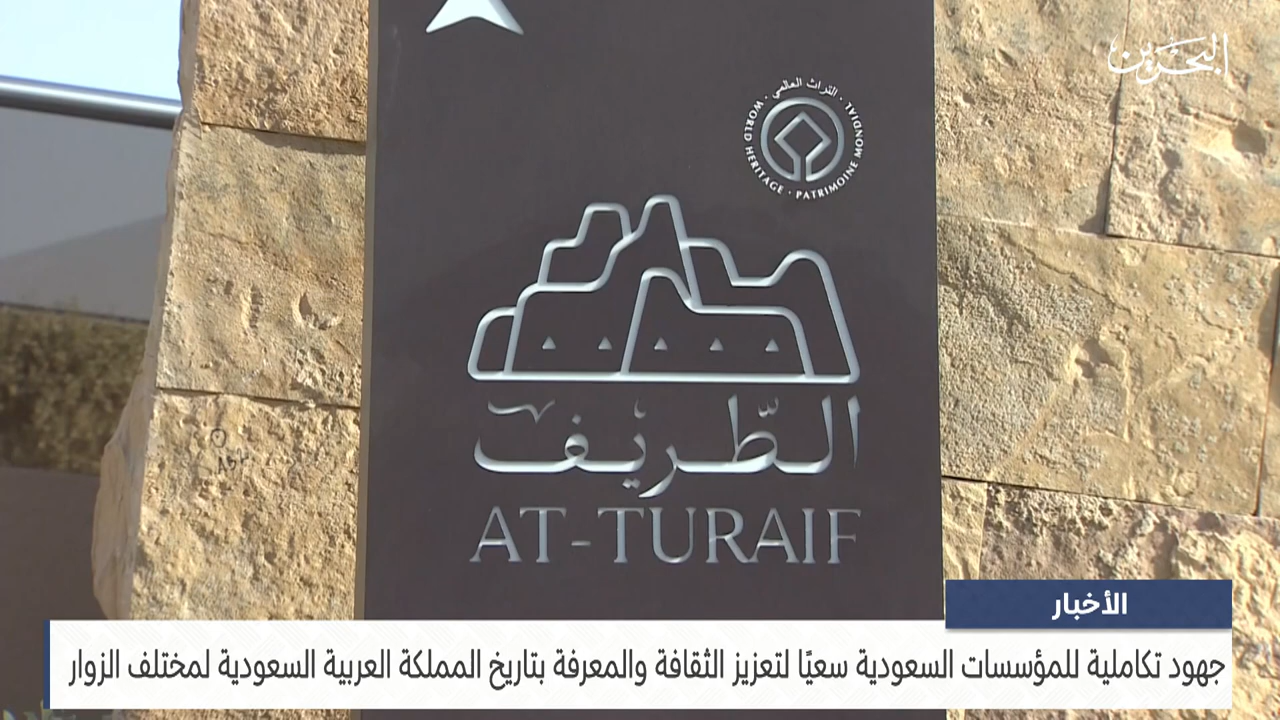 البحرين
التراث العالمي · WORLD HERITAGE · PATRIMOINE MONDIAL ·
الطّريف
AT-TURAIF
الأخبار
جهود تكاملية للمؤسسات السعودية سعيًا لتعزيز الثقافة والمعرفة بتاريخ المملكة العربية السعودية لمختلف الزوار